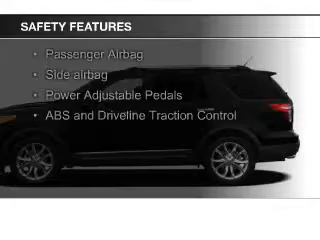 SAFETY FEATURES
• Passenger Airbag
• Side airbag
• Power Adjustable Pedals
• ABS and Driveline Traction Control